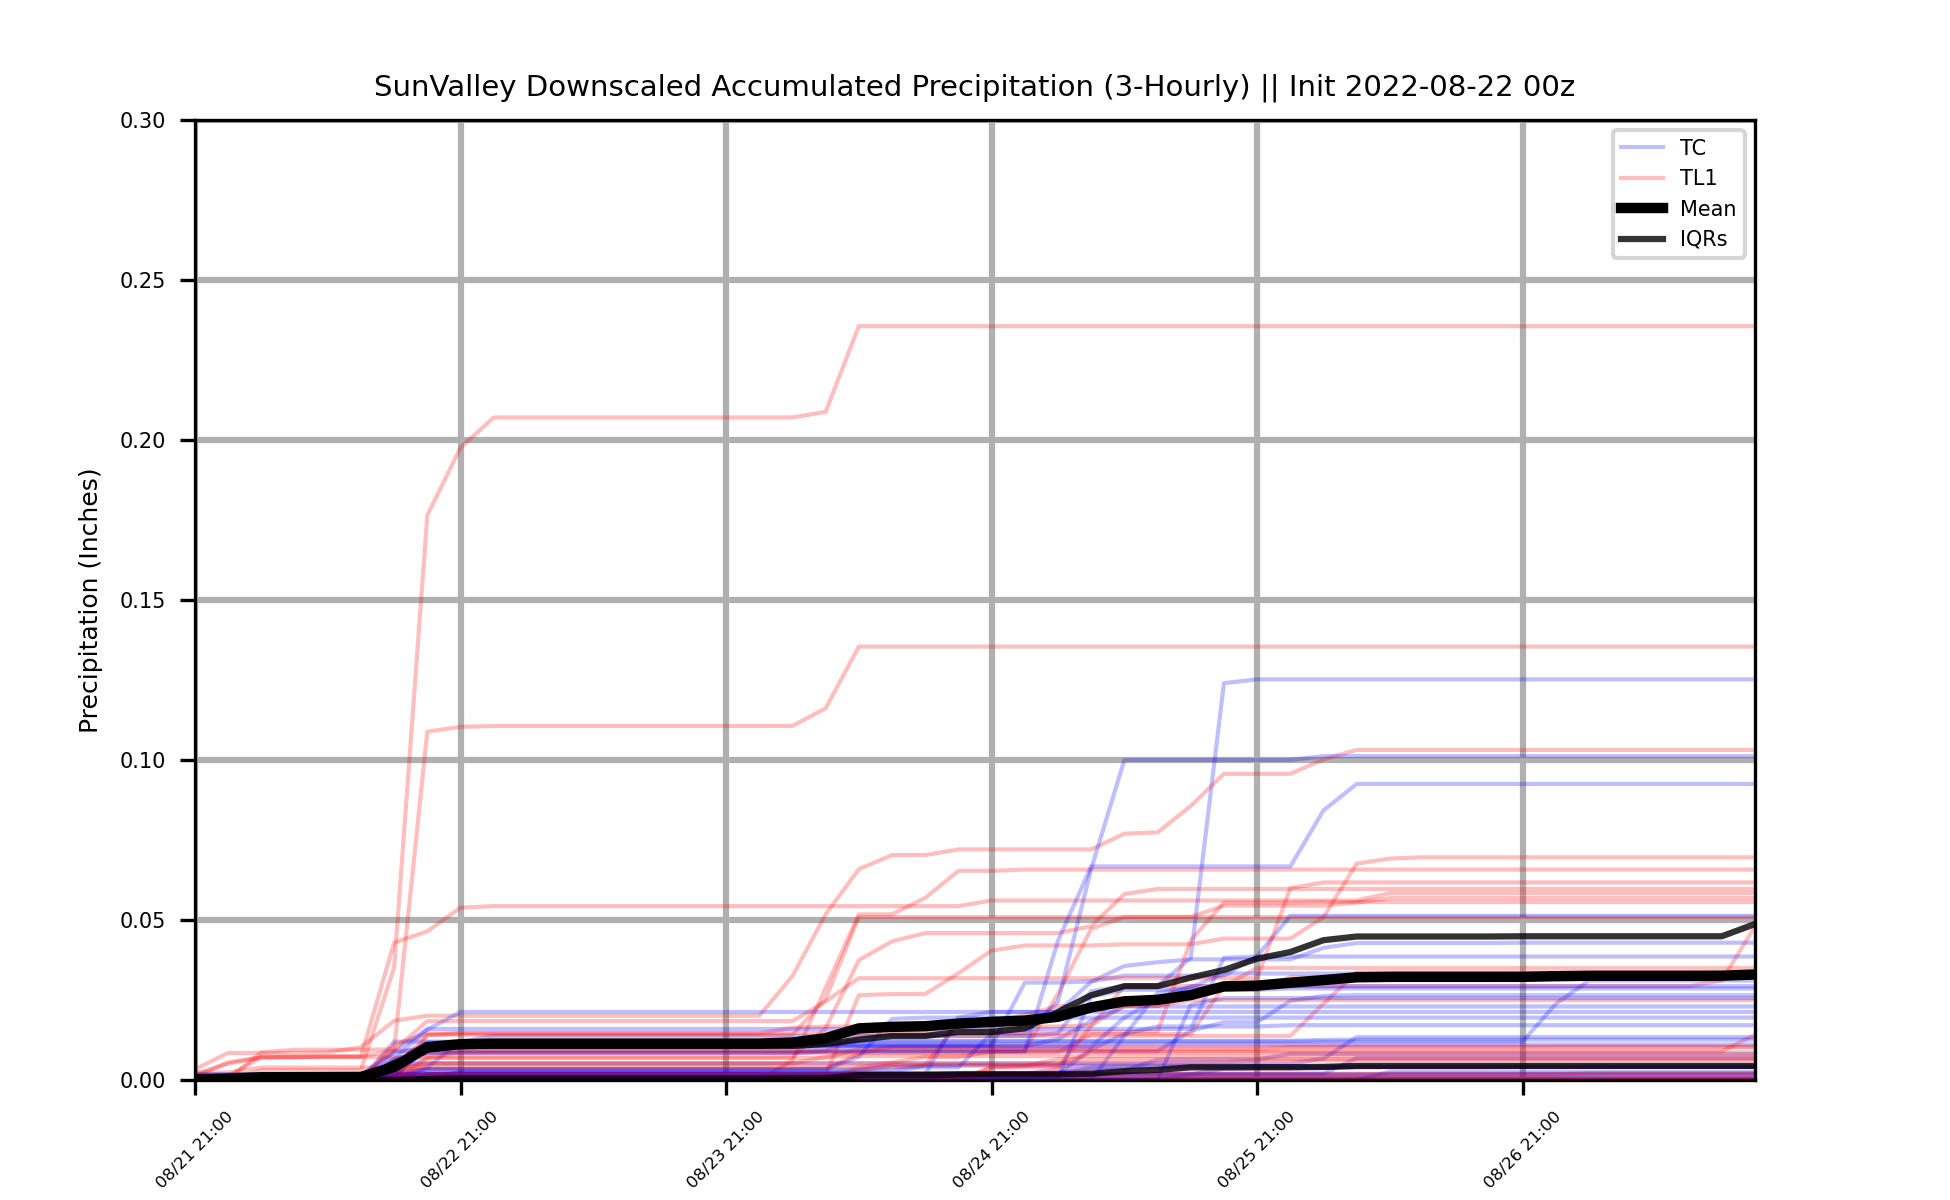 SunValley Downscaled Accumulated Precipitation (3-Hourly) || Init 2022-08-22 00z
TC
TL1
Mean
IQRs
Precipitation (Inches)
0.30
0.25
0.20
0.15
0.10
0.05
0.00
08/21 21:00
08/22 21:00
08/23 21:00
08/24 21:00
08/25 21:00
08/26 21:00